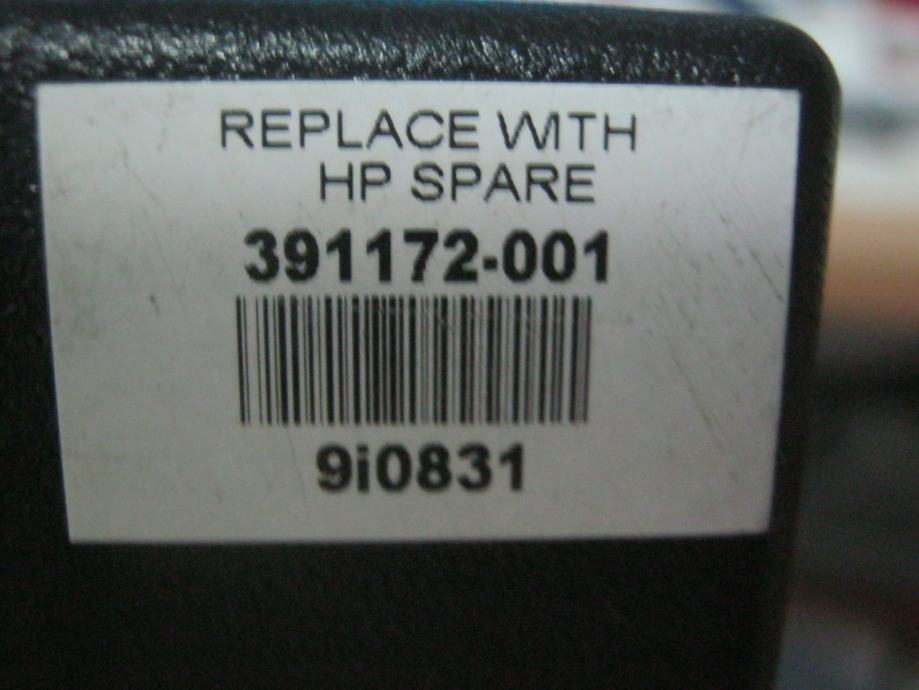 REPLACE WITH
HP SPARE
391172-001
9i0831